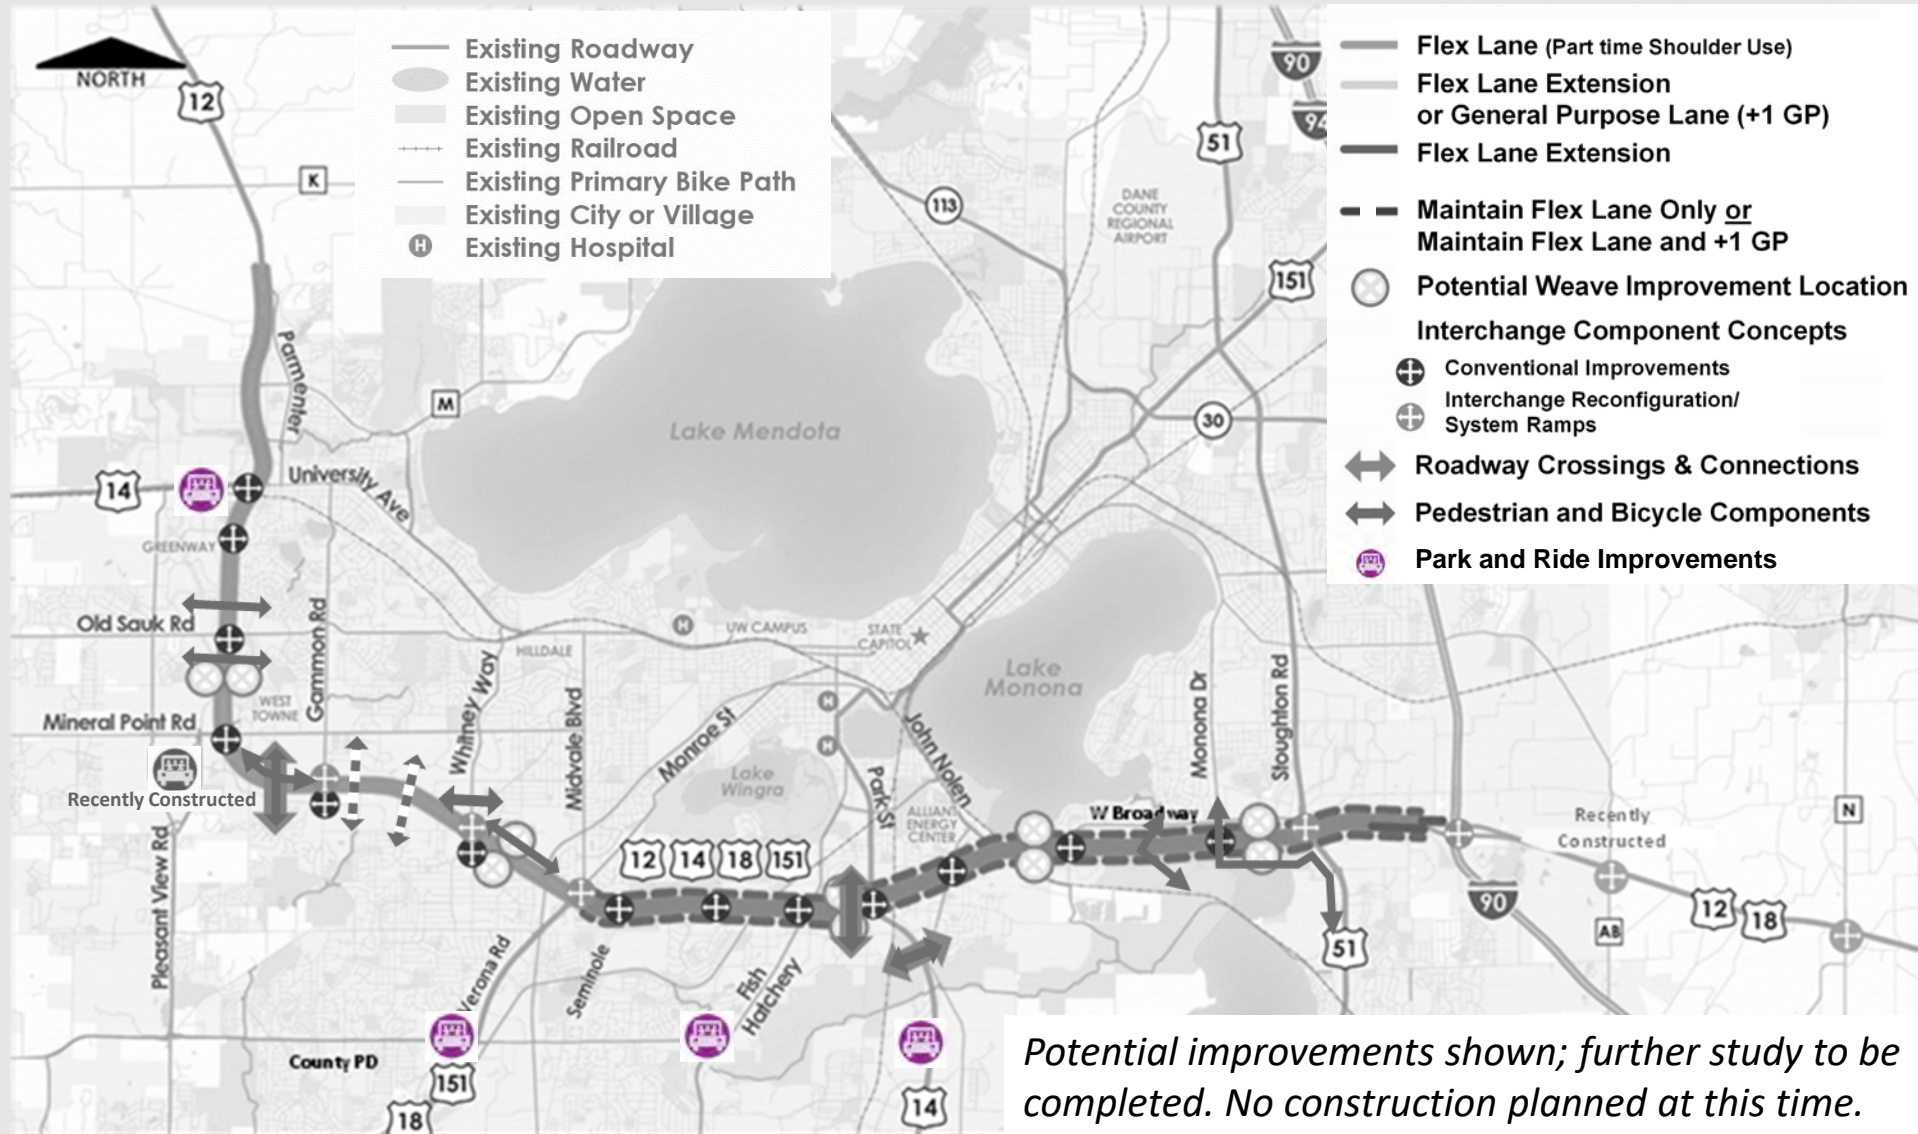 NORTH
Existing Roadway
Existing Water
Existing Open Space
Existing Railroad
Existing Primary Bike Path
Existing City or Village
H
Existing Hospital
Flex Lane (Part time Shoulder Use)
Flex Lane Extension
or General Purpose Lane (+1 GP)
Flex Lane Extension
Maintain Flex Lane Only or
Maintain Flex Lane and +1 GP
Potential Weave Improvement Location
Interchange Component Concepts
Conventional Improvements
Interchange Reconfiguration/
System Ramps
Roadway Crossings & Connections
Pedestrian and Bicycle Components
Park and Ride Improvements
12
K
90
94
51
113
DANE
COUNTY
REGIONAL
AIRPORT
151
Parmenter
M
Lake Mendota
30
14
University Ave
GREENWAY
Old Sauk Rd
Gammon Rd
H
UW CAMPUS
STATE
CAPITOL
HILLDALE
WEST
TOWNE
Mineral Point Rd
Whitney Way
Midvale Blvd
Monroe St
H
H
Lake
Monona
Monona Dr
Stoughton Rd
John Nolen
Lake
Wingra
Park St
ALLIANT
ENERGY
CENTER
W Broadway
Recently Constructed
Recently
Constructed
N
Pleasant View Rd
12
14
18
151
90
12
18
AB
51
Verona Rd
Seminole
Fish
Hatchery
County PD
151
18
14
Potential improvements shown; further study to be
completed. No construction planned at this time.